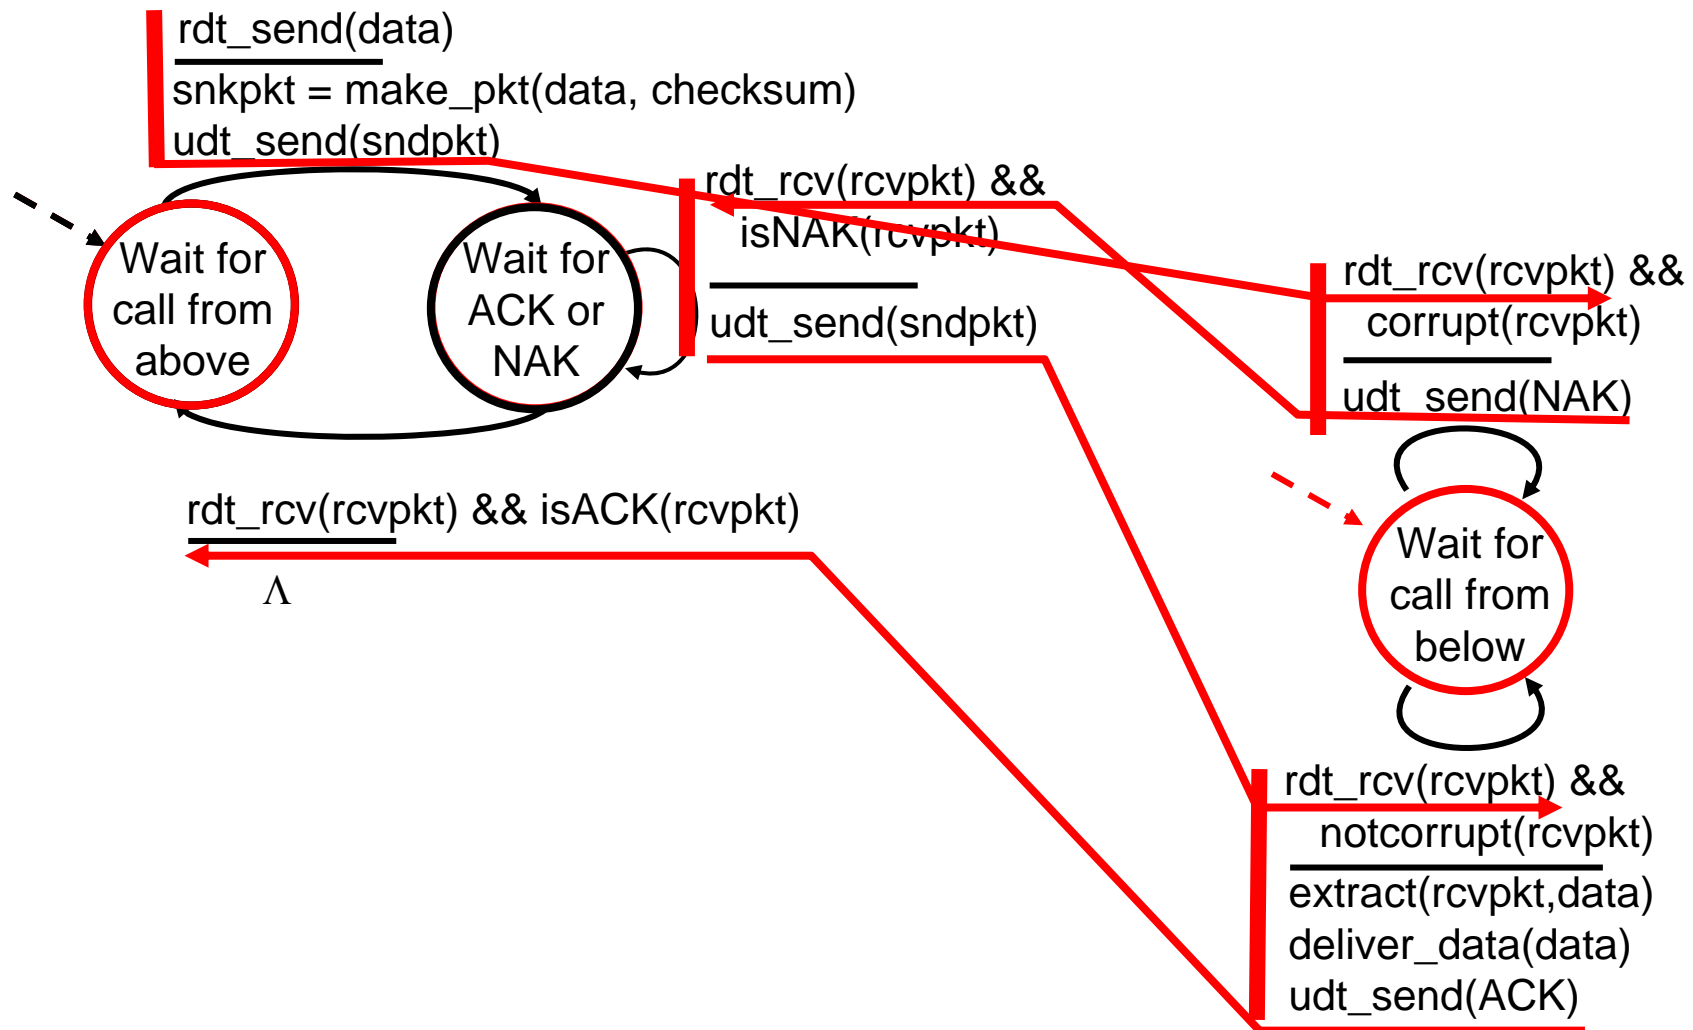 rdt_send(data)
snkpkt = make_pkt(data, checksum)
udt_send(sndpkt)
rdt_rcv(rcvpkt) &&
isNAK(rcvpkt)
udt_send(sndpkt)
Wait for
call from
above
Wait for
ACK or
NAK
rdt_rcv(rcvpkt) &&
corrupt(rcvpkt)
udt_send(NAK)
rdt_rcv(rcvpkt) && isACK(rcvpkt)
Λ
Wait for
call from
below
rdt_rcv(rcvpkt) &&
notcorrupt(rcvpkt)
extract(rcvpkt,data)
deliver_data(data)
udt_send(ACK)